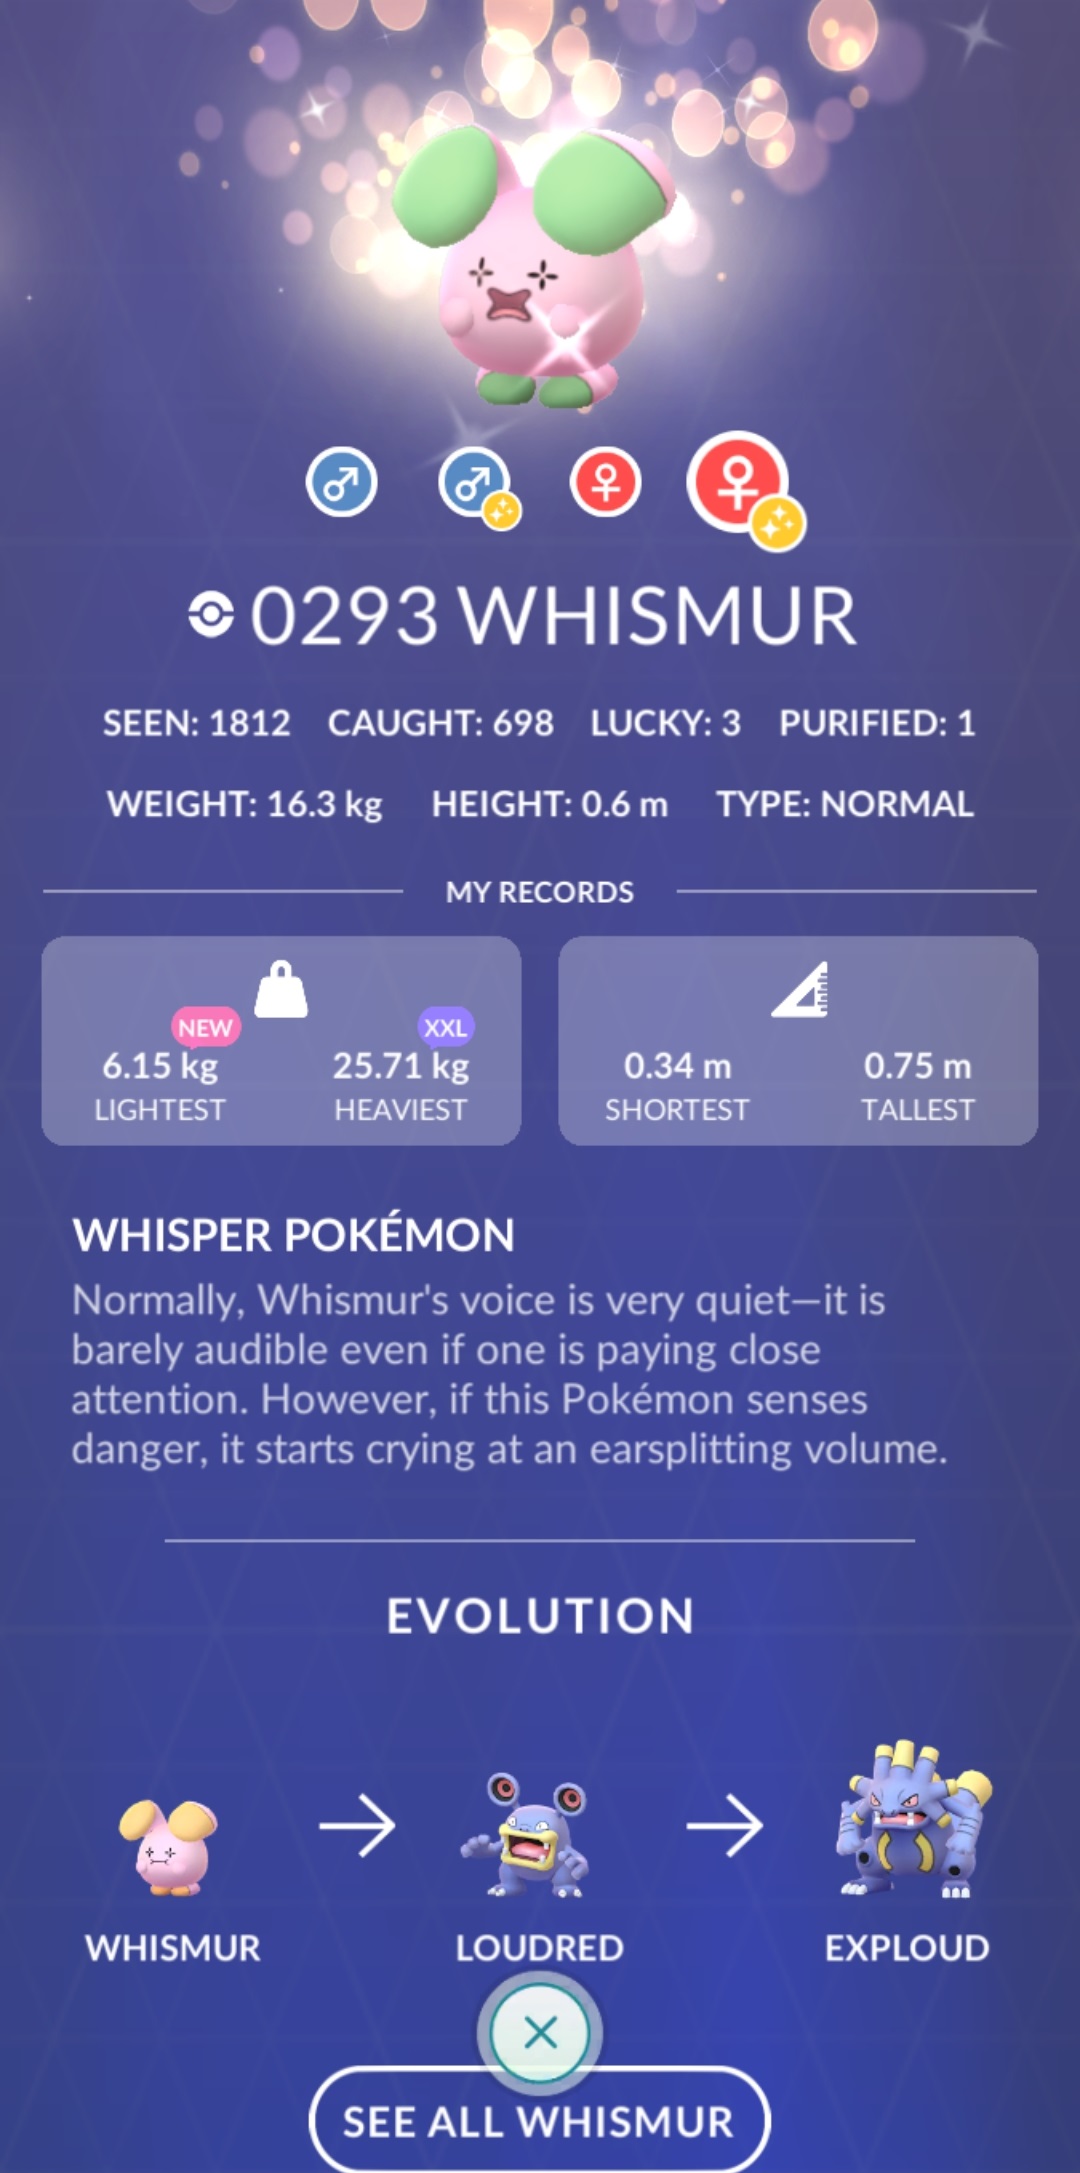 0293 WHISMUR
SEEN: 1812 CAUGHT: 698 LUCKY: 3 PURIFIED: 1
WEIGHT: 16.3 kg HEIGHT: 0.6 m TYPE: NORMAL
MY RECORDS
NEW XXL
6.15 kg 25.71 kg 0.34 m 0.75 m
LIGHTEST HEAVIEST SHORTEST TALLEST
WHISPER POKÉMON
Normally, Whismur's voice is very quiet—it is
barely audible even if one is paying close
attention. However, if this Pokémon senses
danger, it starts crying at an earsplitting volume.
EVOLUTION
WHISMUR LOUDRED EXPLOUD
SEE ALL WHISMUR